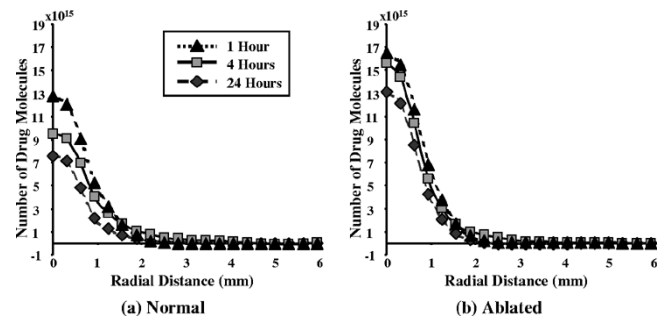 x10¹⁵ x10¹⁵
19 19
17 17
15 15
13 13
11 11
9 9
7 7
5 5
3 3
1 1
-1 -1
Number of Drug Molecules Number of Drug Molecules
1 Hour
4 Hours
24 Hours
0 1 2 3 4 5 6 0 1 2 3 4 5 6
Radial Distance (mm) Radial Distance (mm)
(a) Normal (b) Ablated